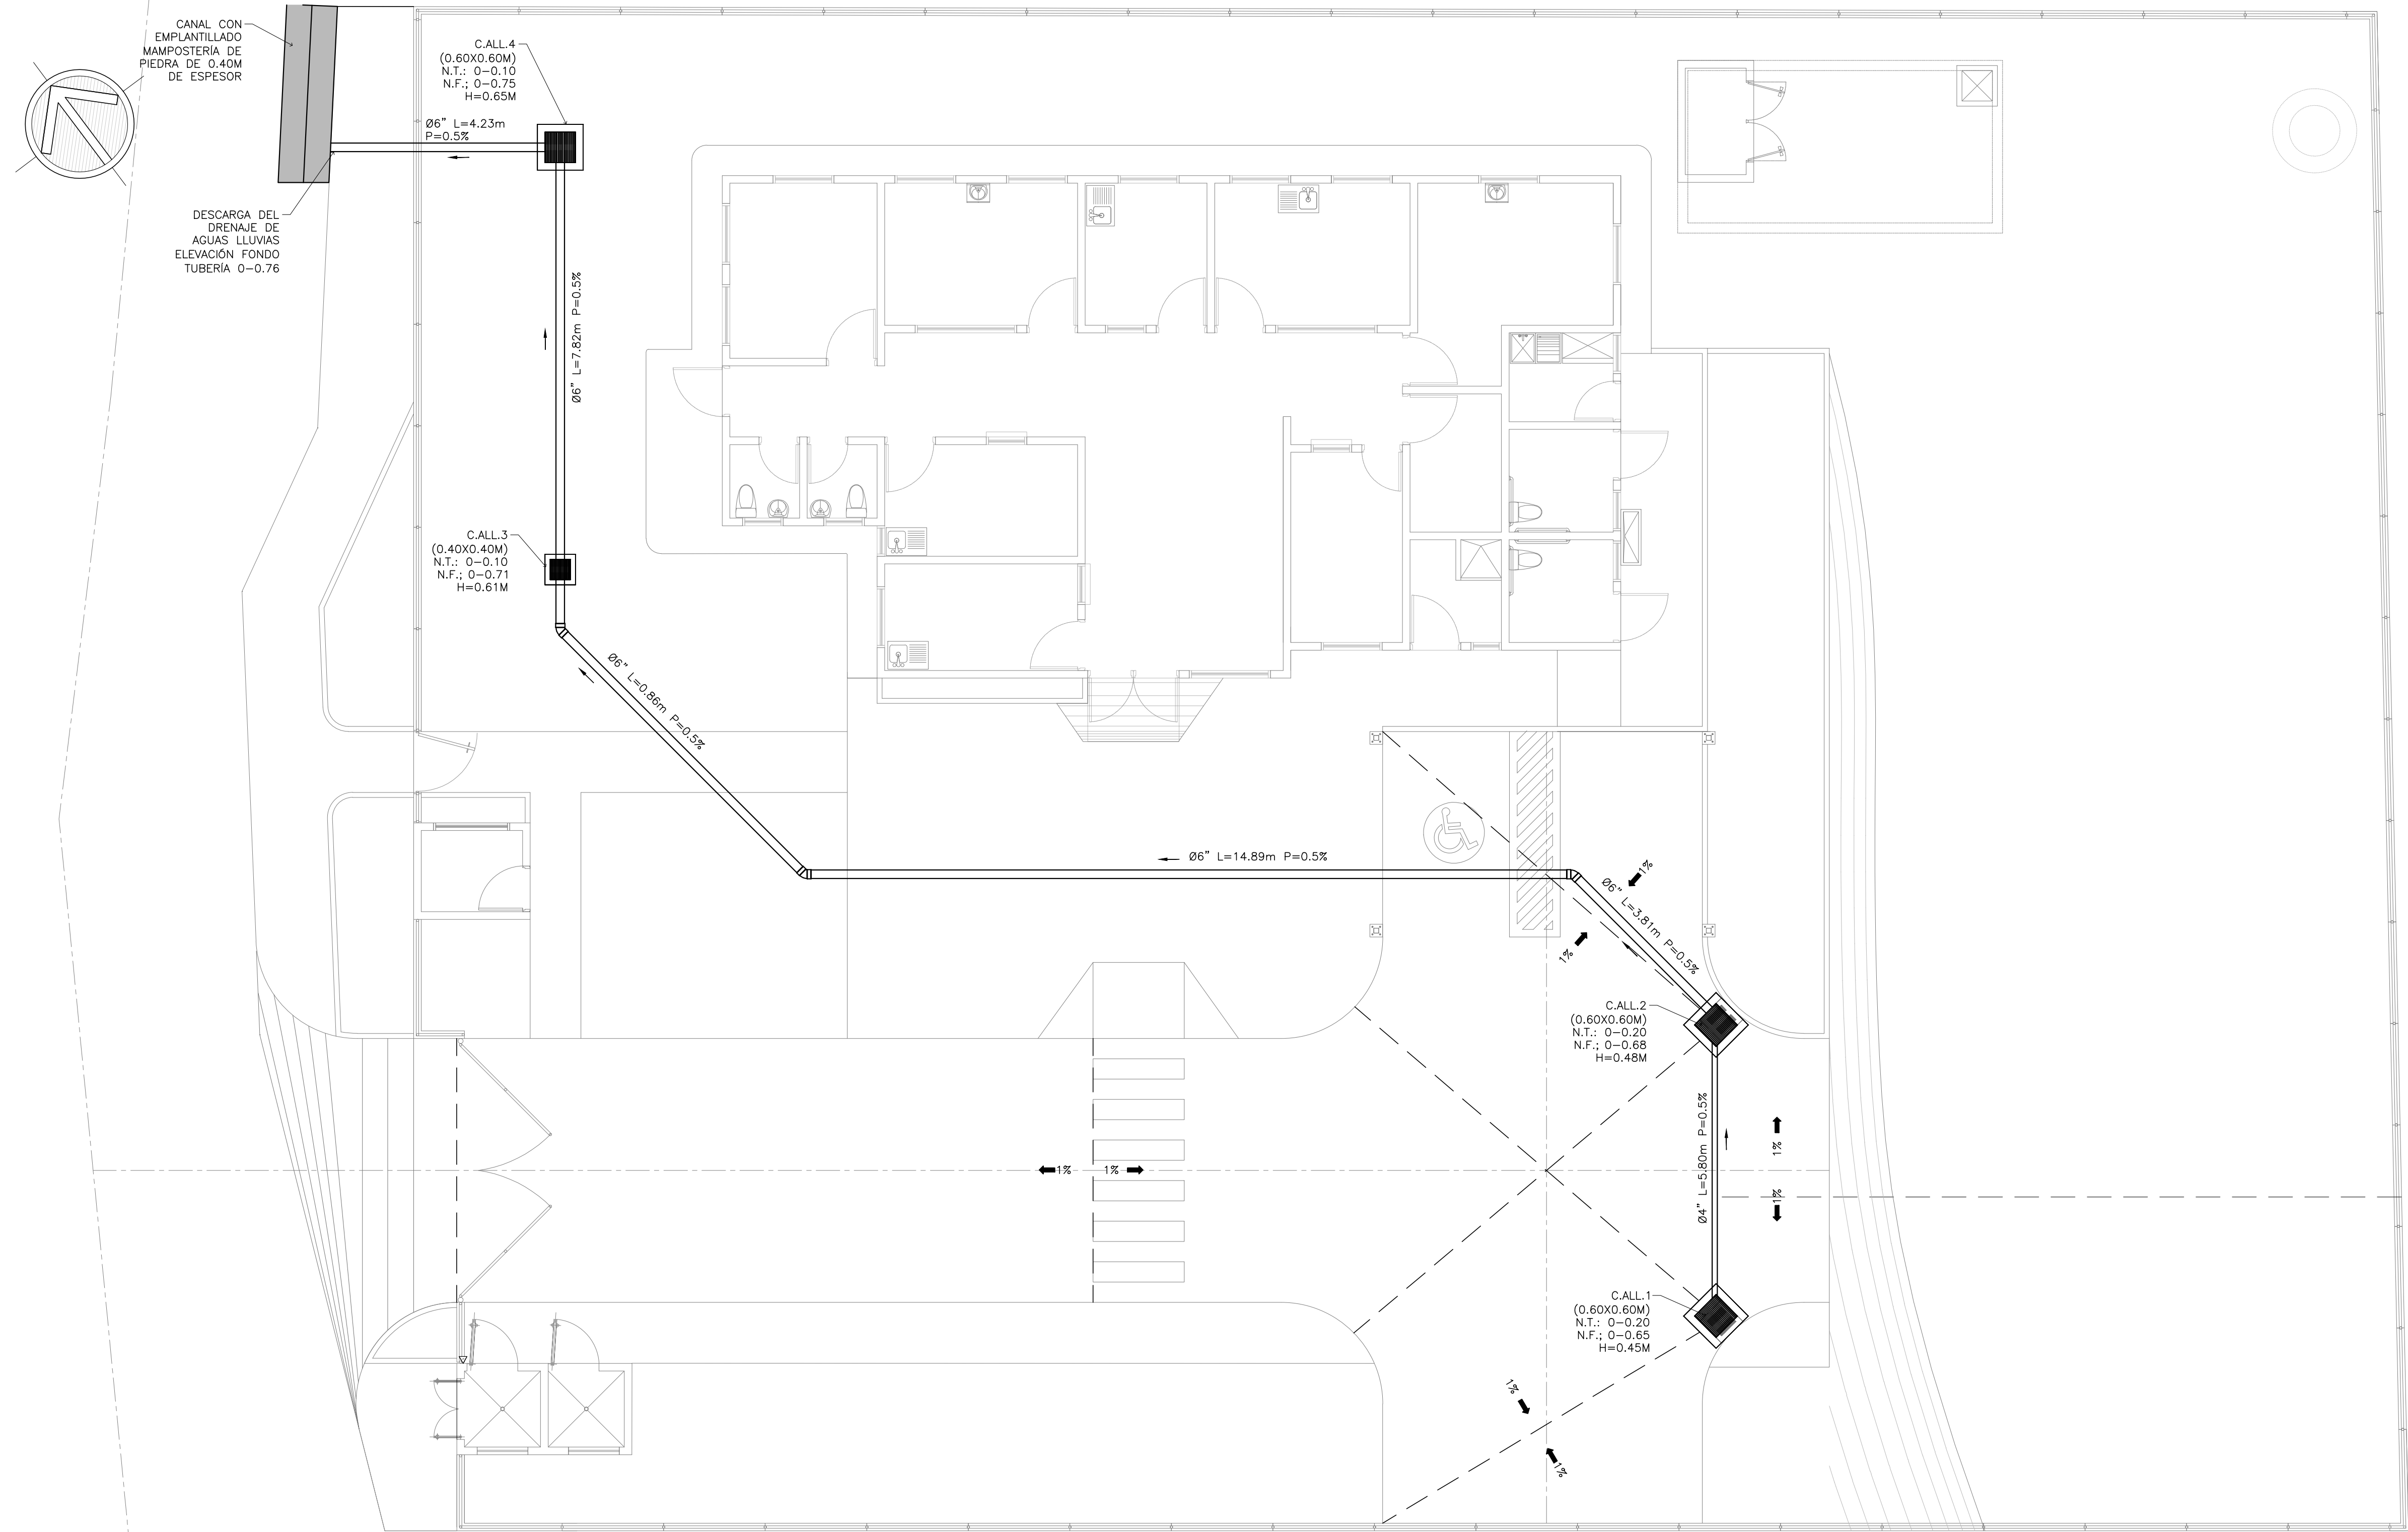 CANAL CON
EMPLANTILLADO
MAMPOSTERÍA DE
PIEDRA DE 0.40M
DE ESPESOR
C.ALL.4
(0.60X0.60M)
N.T.: 0-0.10
N.F.; 0-0.75
H=0.65M
Ø6" L=4.23m
P=0.5%
DESCARGA DEL
DRENAJE DE
AGUAS LLUVIAS
ELEVACIÓN FONDO
TUBERÍA 0-0.76
Ø6" L=7.82m P=0.5%
C.ALL.3
(0.40X0.40M)
N.T.: 0-0.10
N.F.; 0-0.71
H=0.61M
Ø6" L=0.86m P=0.5%
Ø6" L=14.89m P=0.5%
1%
Ø6" L=3.81m P=0.5%
1%
C.ALL.2
(0.60X0.60M)
N.T.: 0-0.20
N.F.; 0-0.68
H=0.48M
Ø4" L=5.80m P=0.5%
1%
1%
1%
1%
C.ALL.1
(0.60X0.60M)
N.T.: 0-0.20
N.F.; 0-0.65
H=0.45M
1%
1%